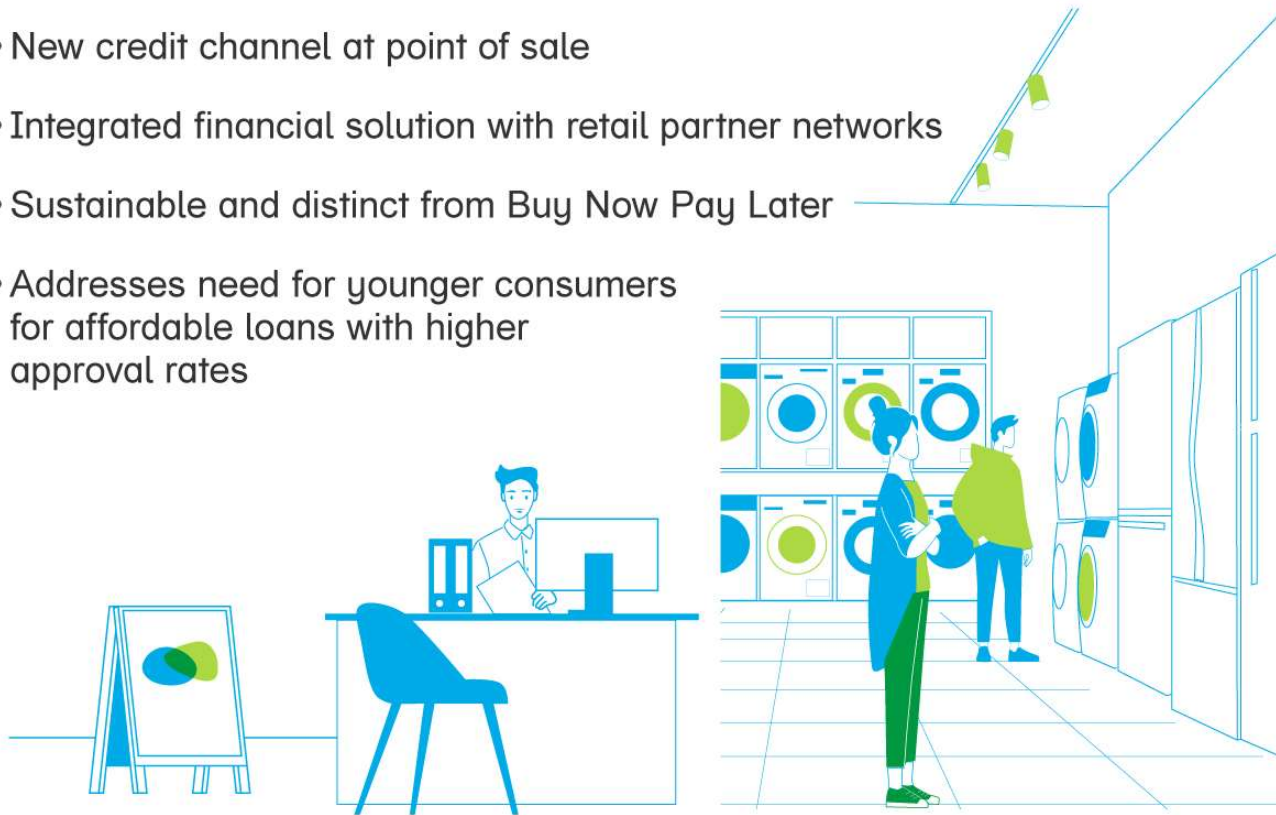 • New credit channel at point of sale
• Integrated financial solution with retail partner networks
• Sustainable and distinct from Buy Now Pay Later
• Addresses need for younger consumers
for affordable loans with higher
approval rates